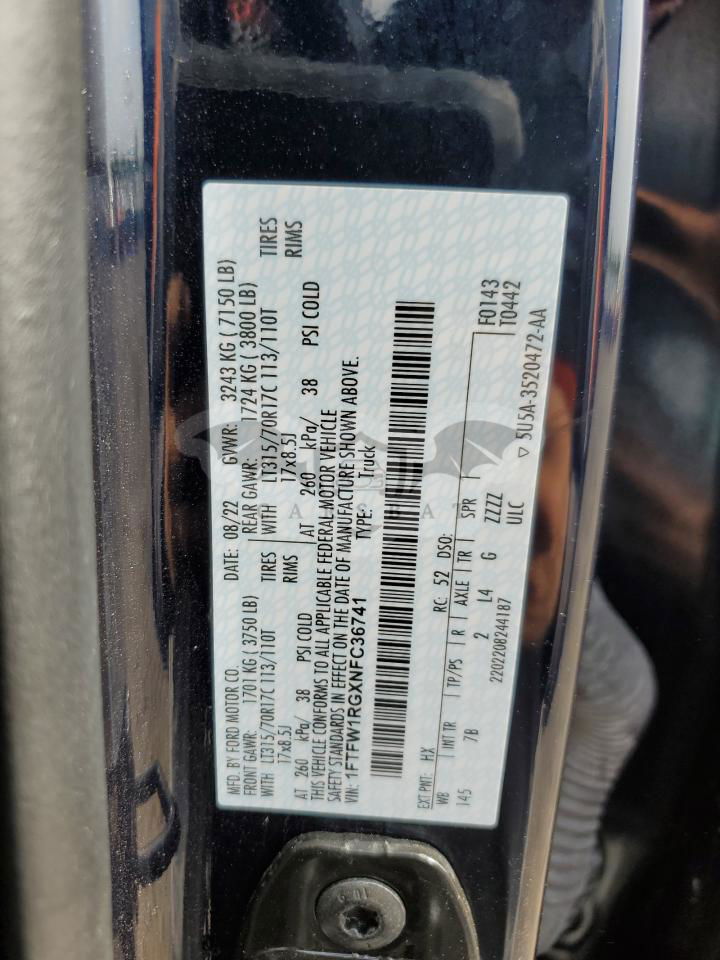 MFD. BY FORD MOTOR CO. DATE: 08/22 GVWR: 3243 KG ( 7150 LB)
FRONT GAWR: 1701 KG ( 3750 LB) REAR GAWR: 1724 KG ( 3800 LB)
WITH LT315/70R17C 113/110T TIRES WITH LT315/70R17C 113/110T TIRES
17x8.5J RIMS 17x8.5J RIMS
AT 260 kPa/ 38 PSI COLD AT 260 kPa/ 38 PSI COLD
THIS VEHICLE CONFORMS TO ALL APPLICABLE FEDERAL MOTOR VEHICLE
SAFETY STANDARDS IN EFFECT ON THE DATE OF MANUFACTURE SHOWN ABOVE.
VIN: 1FTFW1RGXNFC36741 TYPE: Truck
EXT PNT: HX RC: 52 DSO: F0143
WB INT TR TP/PS R AXLE TR SPR T0442
145 7B 2 L4 G ZZZZ
2202208244187 ULC ▽ 5U5A-3520472-AA
10.9